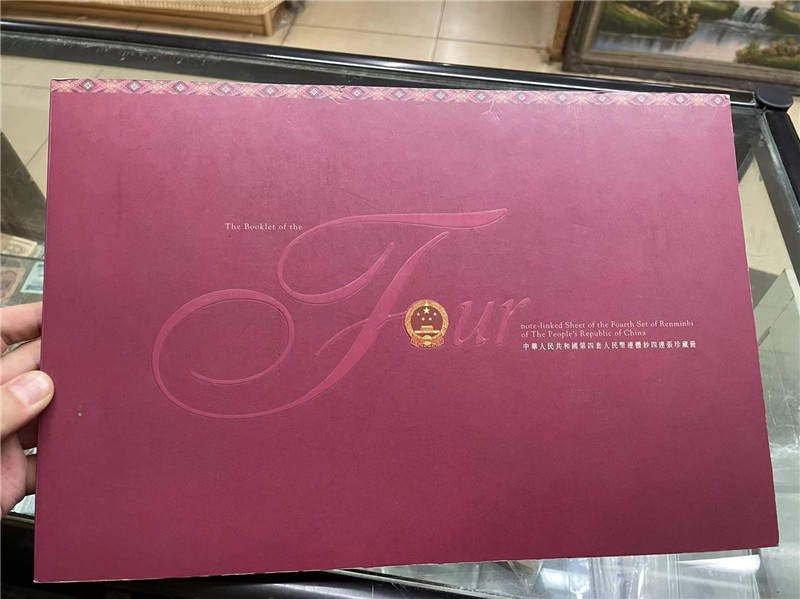 The Booklet of the
Four
note-linked Sheet of the Fourth Set of Renminbs
of The People's Republic of China
中華人民共和國第四套人民幣連體鈔四連張珍藏冊